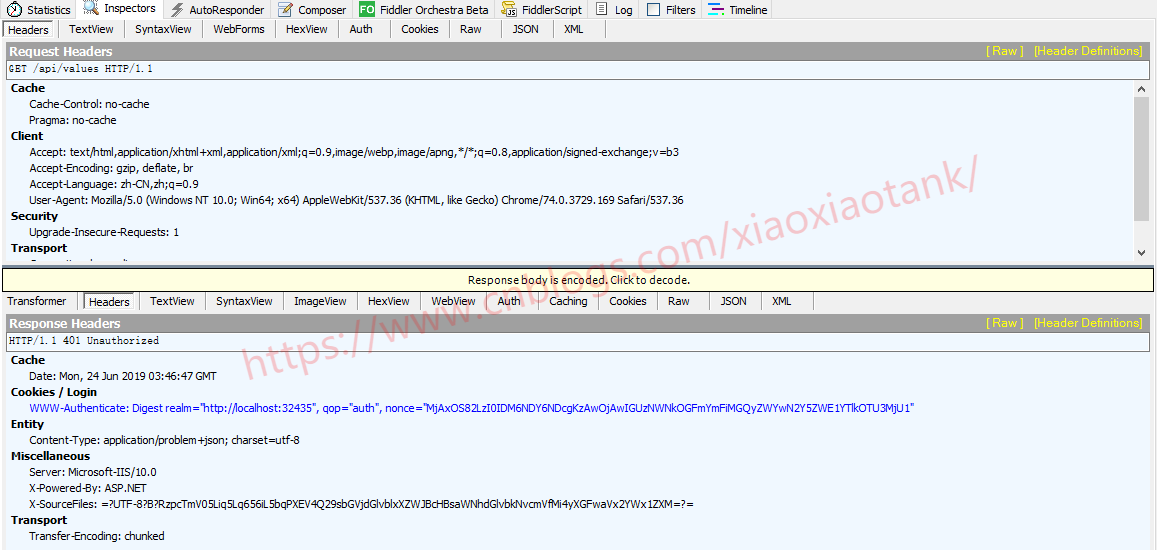 Statistics Inspectors AutoResponder Composer FO Fiddler Orchestra Beta FiddlerScript Log Filters Timeline
Headers TextView SyntaxView WebForms HexView Auth Cookies Raw JSON XML
Request Headers [ Raw ] [Header Definitions]
GET /api/values HTTP/1.1
Cache
Cache-Control: no-cache
Pragma: no-cache
Client
Accept: text/html,application/xhtml+xml,application/xml;q=0.9,image/webp,image/apng,*/*;q=0.8,application/signed-exchange;v=b3
Accept-Encoding: gzip, deflate, br
Accept-Language: zh-CN,zh;q=0.9
User-Agent: Mozilla/5.0 (Windows NT 10.0; Win64; x64) AppleWebKit/537.36 (KHTML, like Gecko) Chrome/74.0.3729.169 Safari/537.36
Security
Upgrade-Insecure-Requests: 1
Transport
Response body is encoded. Click to decode.
Transformer Headers TextView SyntaxView ImageView HexView WebView Auth Caching Cookies Raw JSON XML
Response Headers [ Raw ] [Header Definitions]
HTTP/1.1 401 Unauthorized
Cache
Date: Mon, 24 Jun 2019 03:46:47 GMT
Cookies / Login
WWW-Authenticate: Digest realm="http://localhost:32435", qop="auth", nonce="MjAxOS82LzI0IDM6NDY6NDcgKzAwOjAwIGUzNWNkOGFmYmFiMGQyZWYwN2Y5ZWE1YTlkOTU3MjU1"
Entity
Content-Type: application/problem+json; charset=utf-8
Miscellaneous
Server: Microsoft-IIS/10.0
X-Powered-By: ASP.NET
X-SourceFiles: =?UTF-8?B?RzpcTmV05Liq5Lq656iL5bqPXEV4Q29sbGVjdGlvblxXZWJBcHBsaWNhdGlvbkNvcmVfMi4yXGFwaVx2YWx1ZXM=?=
Transport
Transfer-Encoding: chunked
https://www.cnblogs.com/xiaoxiaotank/